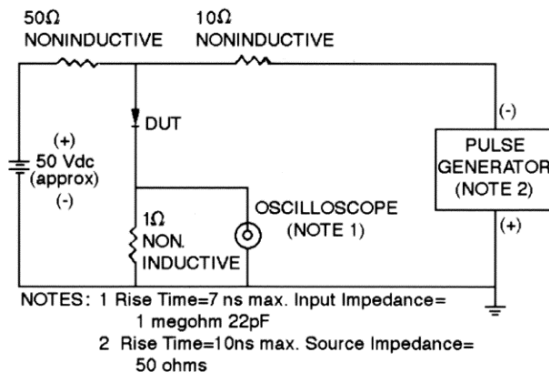 50Ω
NONINDUCTIVE
10Ω
NONINDUCTIVE
DUT
(+)
50 Vdc
(approx)
(-)
1Ω
NON.
INDUCTIVE
OSCILLOSCOPE
(NOTE 1)
(-)
PULSE
GENERATOR
(NOTE 2)
(+)
NOTES: 1 Rise Time=7 ns max. Input Impedance=
1 megohm 22pF
2 Rise Time=10ns max. Source Impedance=
50 ohms